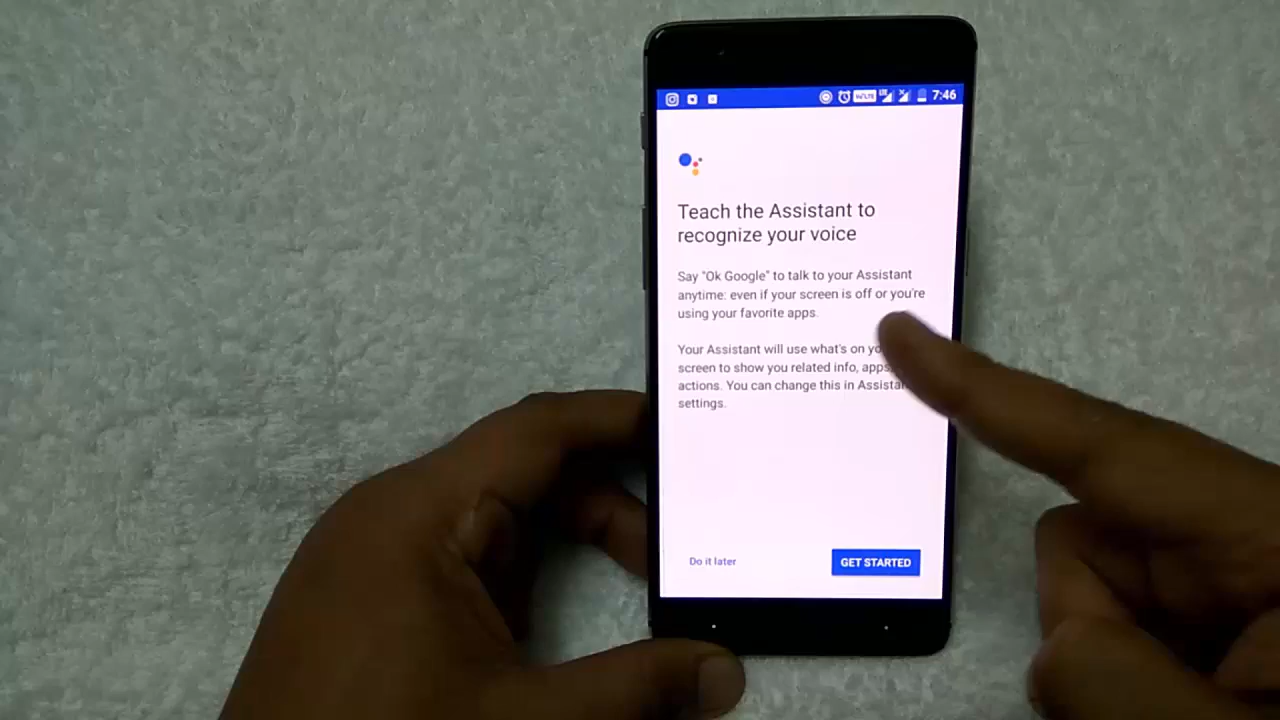 VoLTE LTE 7:46
Teach the Assistant to
recognize your voice
Say "Ok Google" to talk to your Assistant
anytime: even if your screen is off or you're
using your favorite apps.
Your Assistant will use what's on
screen to show you related info, apps
actions. You can change this in
settings.
Do it later
GET STARTED